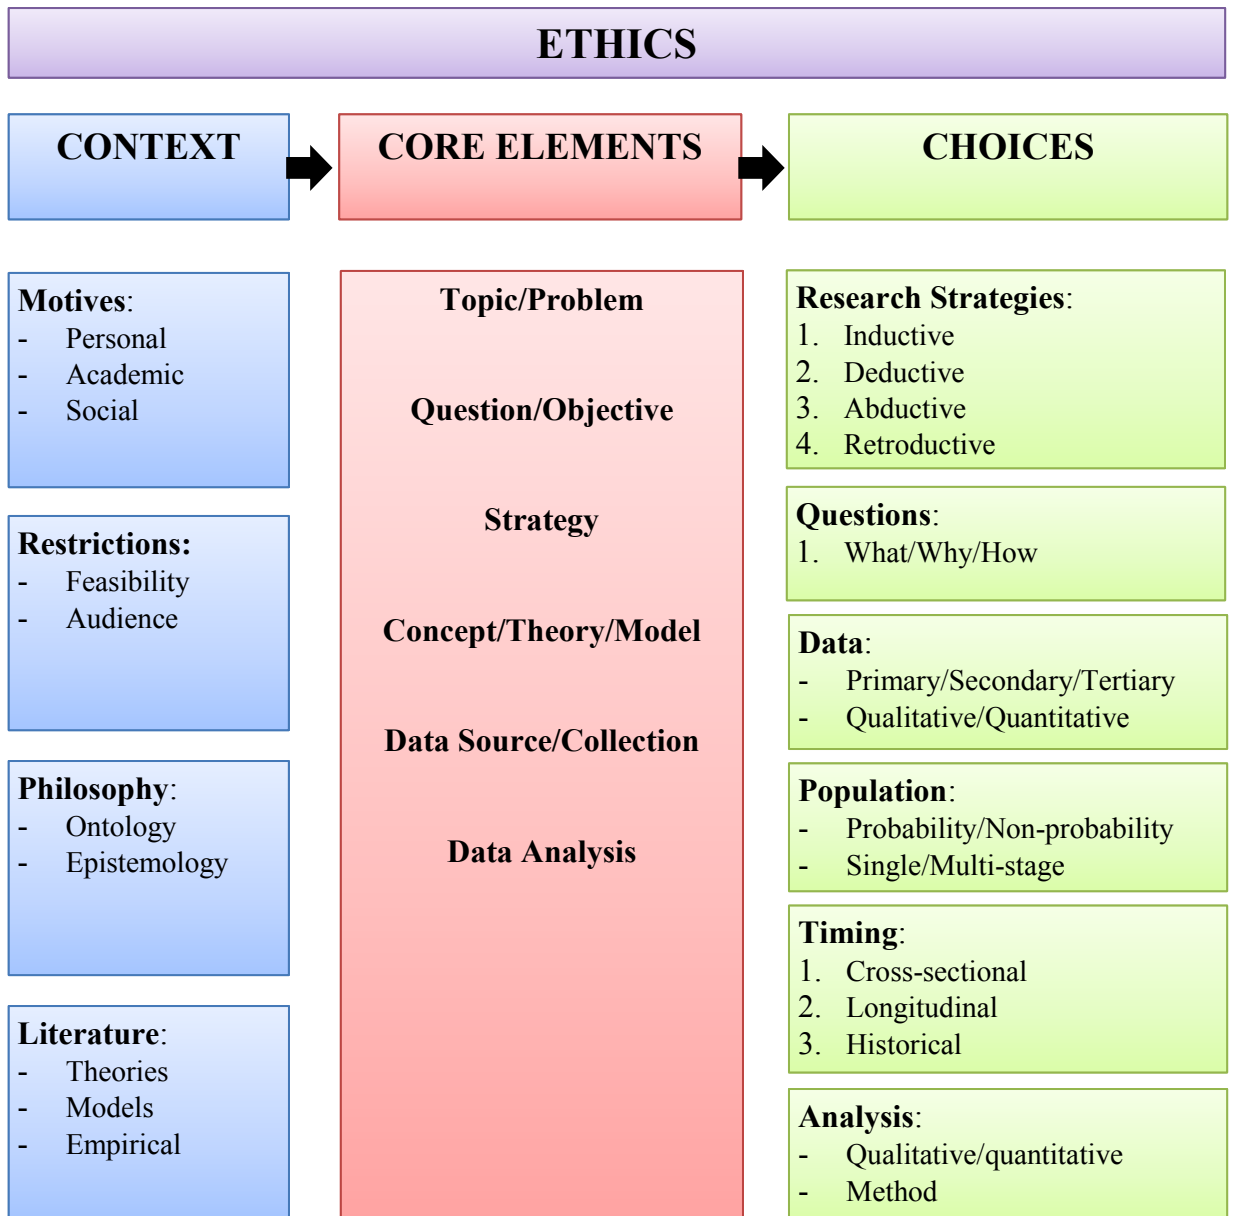 ETHICS
CONTEXT
CORE ELEMENTS
CHOICES
Motives:
- Personal
- Academic
- Social
Restrictions:
- Feasibility
- Audience
Philosophy:
- Ontology
- Epistemology
Literature:
- Theories
- Models
- Empirical
Topic/Problem
Question/Objective
Strategy
Concept/Theory/Model
Data Source/Collection
Data Analysis
Research Strategies:
1. Inductive
2. Deductive
3. Abductive
4. Retroductive
Questions:
1. What/Why/How
Data:
- Primary/Secondary/Tertiary
- Qualitative/Quantitative
Population:
- Probability/Non-probability
- Single/Multi-stage
Timing:
1. Cross-sectional
2. Longitudinal
3. Historical
Analysis:
- Qualitative/quantitative
- Method